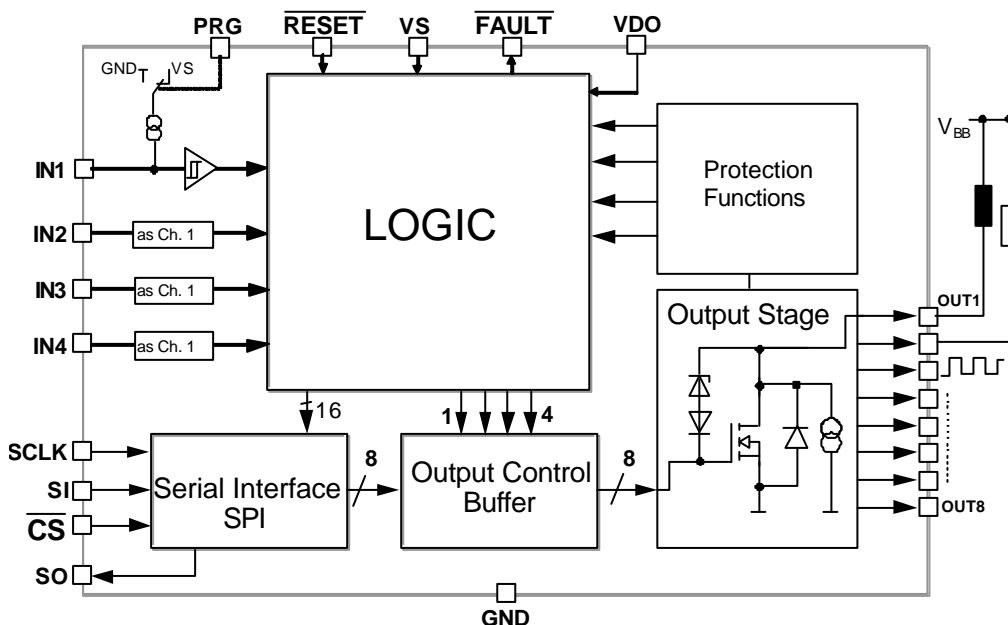 PRG
RESET
VS
FAULT
VDO
GND
VS
V BB
IN1
LOGIC
Protection
Functions
IN2
as Ch. 1
IN3
as Ch. 1
IN4
as Ch. 1
Output Stage
OUT1
16
1
4
SCLK
SI
CS
SO
Serial Interface
SPI
8
Output Control
Buffer
8
OUT8
GND